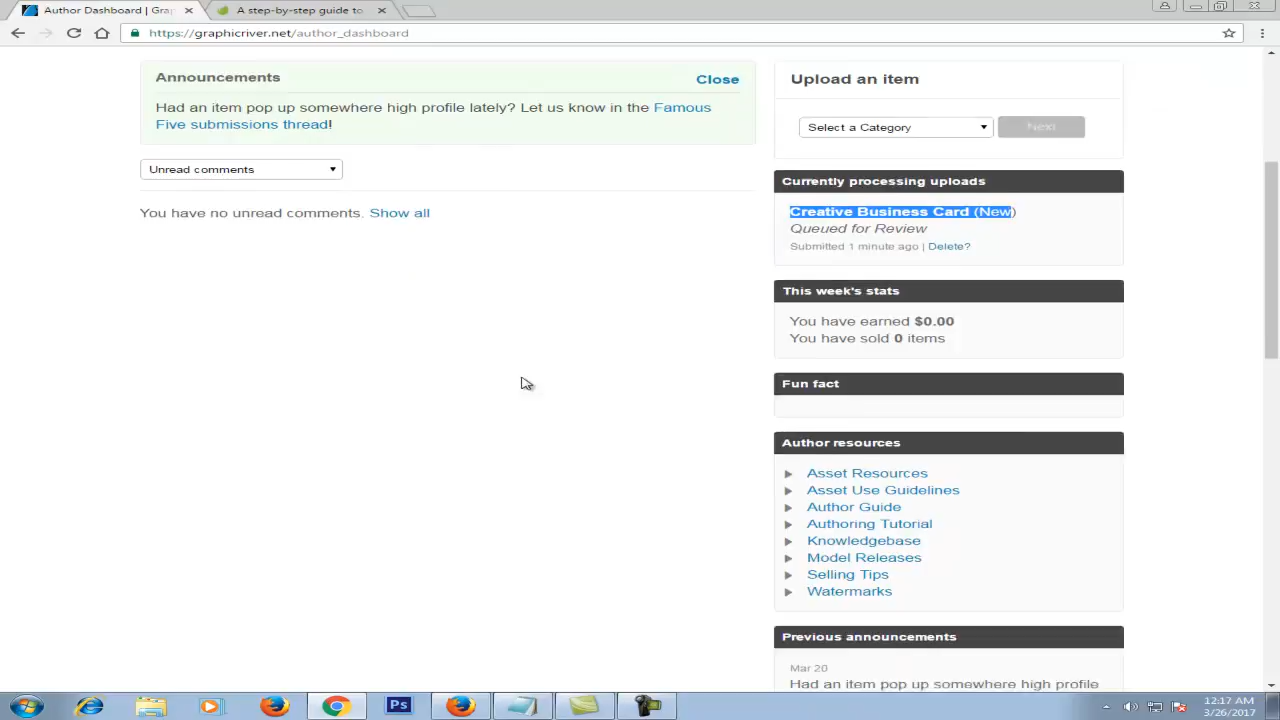 Author Dashboard | Gra
A step-by-step guide to
https://graphicriver.net/author_dashboard
Announcements
Close
Had an item pop up somewhere high profile lately? Let us know in the Famous
Five submissions thread!
Unread comments
You have no unread comments. Show all
Upload an item
Select a Category
Next
Currently processing uploads
Creative Business Card (New)
Queued for Review
Submitted 1 minute ago | Delete?
This week's stats
You have earned $0.00
You have sold 0 items
Fun fact
Author resources
Asset Resources
Asset Use Guidelines
Author Guide
Authoring Tutorial
Knowledgebase
Model Releases
Selling Tips
Watermarks
Previous announcements
Mar 20
Had an item pop up somewhere high profile
Ps
12:17 AM
3/26/2017